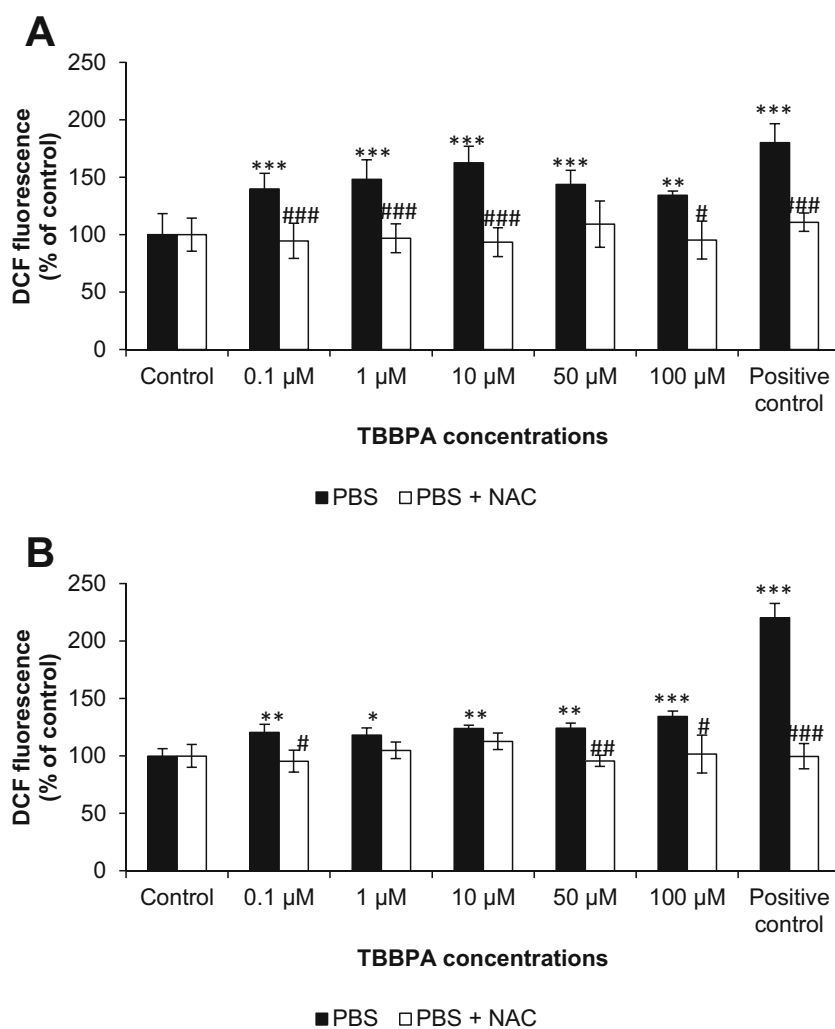 A
DCF fluorescence
(% of control)
250
200
150
100
50
0
***
***
***
***
**
***
###
###
###
#
###
Control 0.1 µM 1 µM 10 µM 50 µM 100 µM Positive
control
TBBPA concentrations
PBS PBS + NAC
B
DCF fluorescence
(% of control)
250
200
150
100
50
0
**
*
**
**
***
***
#
##
#
###
Control 0.1 µM 1 µM 10 µM 50 µM 100 µM Positive
control
TBBPA concentrations
PBS PBS + NAC